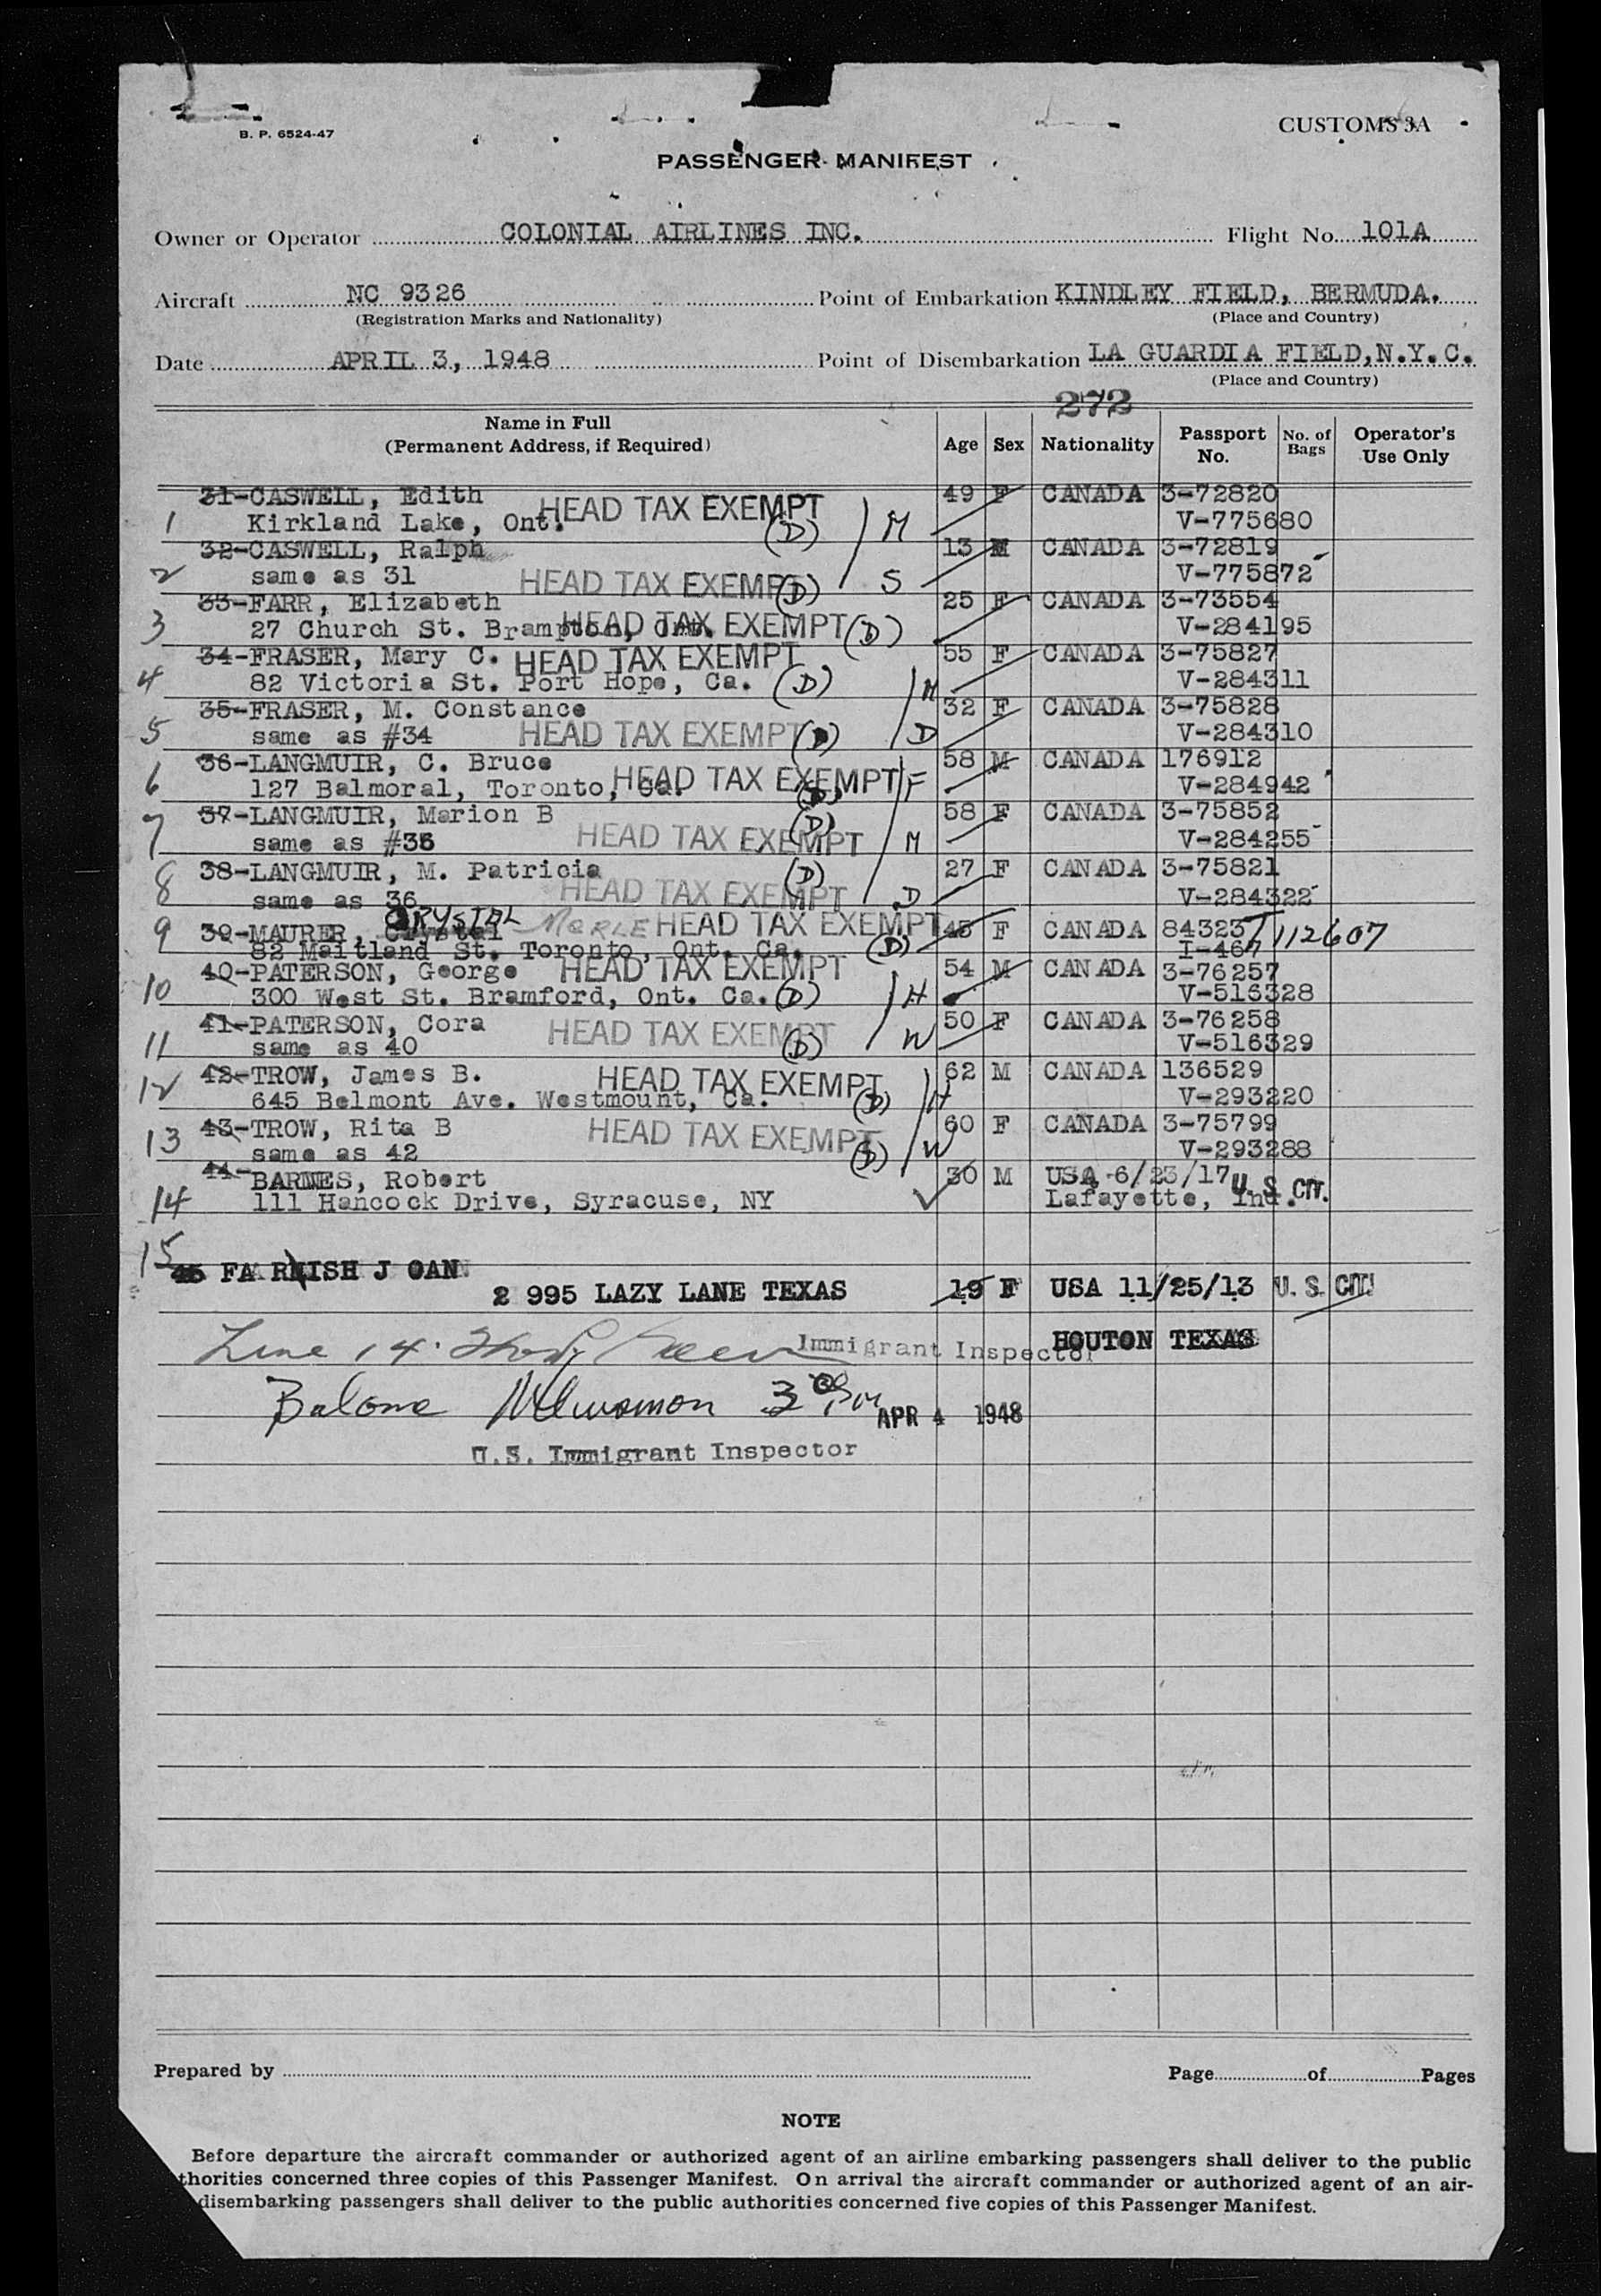 B. P. 6524-47
CUSTOMS 3A
PASSENGER MANIFEST
Owner or Operator COLONIAL AIRLINES INC. Flight No. 101A
Aircraft NC 9326 Point of Embarkation KINDLEY FIELD, BERMUDA.
(Registration Marks and Nationality) (Place and Country)
Date APRIL 3, 1948 Point of Disembarkation LA GUARDIA FIELD, N.Y.C.
(Place and Country)
272
Name in Full (Permanent Address, if Required) Age Sex Nationality Passport No. No. of Bags Operator's Use Only
31-CASWELL, Edith HEAD TAX EXEMPT 49 F CANADA 3-72820
1 Kirkland Lake, Ont. (D) M V-775680
32-CASWELL, Ralph 13 M CANADA 3-72819
2 same as 31 HEAD TAX EXEMPT (D) S V-775872
33-FARR, Elizabeth 25 F CANADA 3-73554
3 27 Church St. Brampton, Ont. HEAD TAX EXEMPT (D) V-284195
34-FRASER, Mary C. HEAD TAX EXEMPT 55 F CANADA 3-75827
4 82 Victoria St. Port Hope, Ca. (D) M V-284311
35-FRASER, M. Constance 32 F CANADA 3-75828
5 same as #34 HEAD TAX EXEMPT (D) D V-284310
36-LANGMUIR, C. Bruce 58 M CANADA 176912
6 127 Balmoral, Toronto, Ca. HEAD TAX EXEMPT (D) F V-284942
37-LANGMUIR, Marion B (D) 58 F CANADA 3-75852
7 same as #36 HEAD TAX EXEMPT M V-284255
38-LANGMUIR, M. Patricia (D) 27 F CANADA 3-75821
8 same as 36 HEAD TAX EXEMPT D V-284322
CRYSTAL
9 39-MAURER, Crystal MERLE HEAD TAX EXEMPT 45 F CANADA 84323 I 112607
82 Maitland St. Toronto, Ont. Ca. (D) I-467
40-PATERSON, George HEAD TAX EXEMPT 54 M CANADA 3-76257
10 300 West St. Bramford, Ont. Ca. (D) H V-516328
41-PATERSON, Cora HEAD TAX EXEMPT 50 F CANADA 3-76258
11 same as 40 (D) W V-516329
42-TROW, James B. HEAD TAX EXEMPT 62 M CANADA 136529
12 645 Belmont Ave. Westmount, Ca. (D) H V-293220
43-TROW, Rita B HEAD TAX EXEMPT 60 F CANADA 3-75799
13 same as 42 (D) W V-293288
44-BARNES, Robert 30 M USA 6/23/17 U.S. CIT.
14 111 Hancock Drive, Syracuse, NY Lafayette, Ind.
15 45 FARRISH JOAN
2 995 LAZY LANE TEXAS 19 F USA 11/25/13 U.S. CIT.
Line 14. Immigrant Inspector HOUTON TEXAS
APR 4 1948
U.S. Immigrant Inspector
Prepared by Page of Pages
NOTE
Before departure the aircraft commander or authorized agent of an airline embarking passengers shall deliver to the public
thorities concerned three copies of this Passenger Manifest. On arrival the aircraft commander or authorized agent of an air-
disembarking passengers shall deliver to the public authorities concerned five copies of this Passenger Manifest.